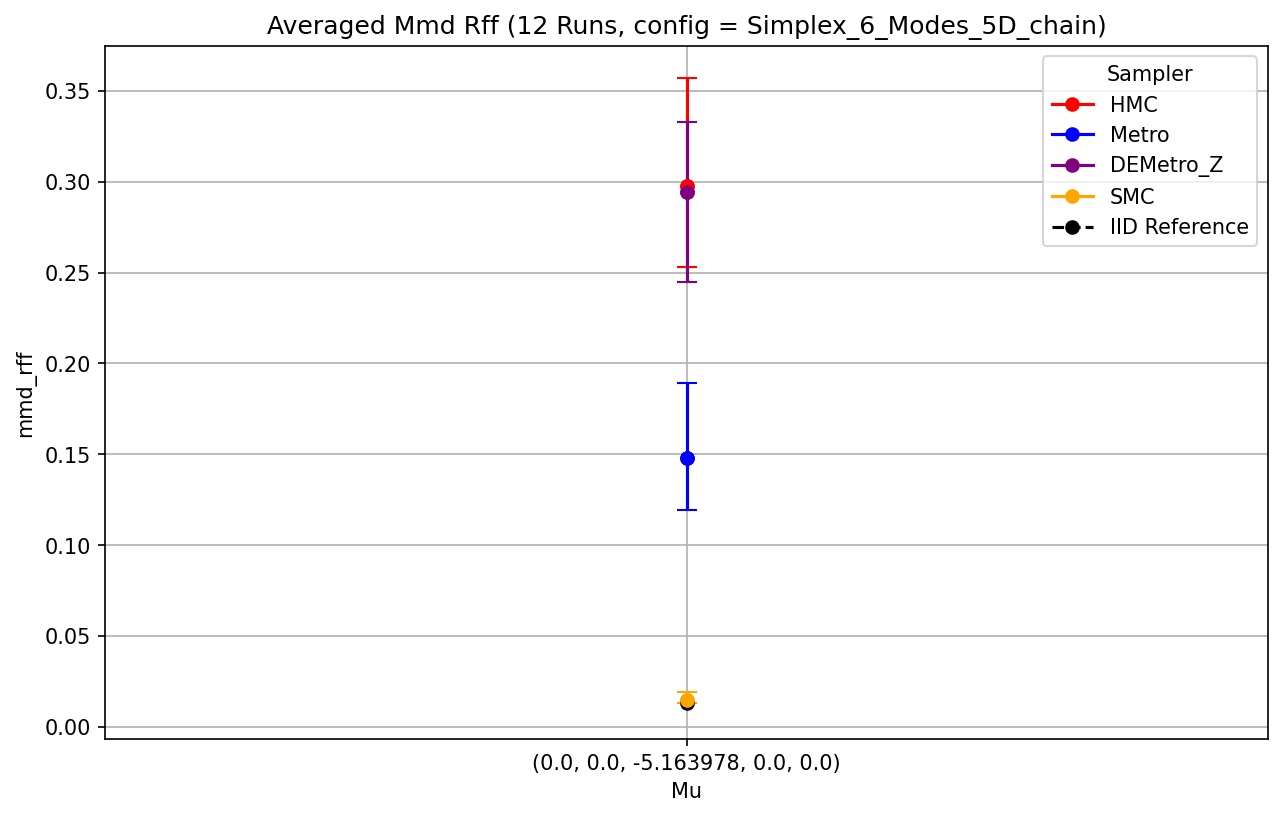 Averaged Mmd Rff (12 Runs, config = Simplex_6_Modes_5D_chain)
Sampler
HMC
Metro
DEMetro_Z
SMC
IID Reference
0.35
0.30
0.25
0.20
0.15
0.10
0.05
0.00
mmd_rff
(0.0, 0.0, -5.163978, 0.0, 0.0)
Mu